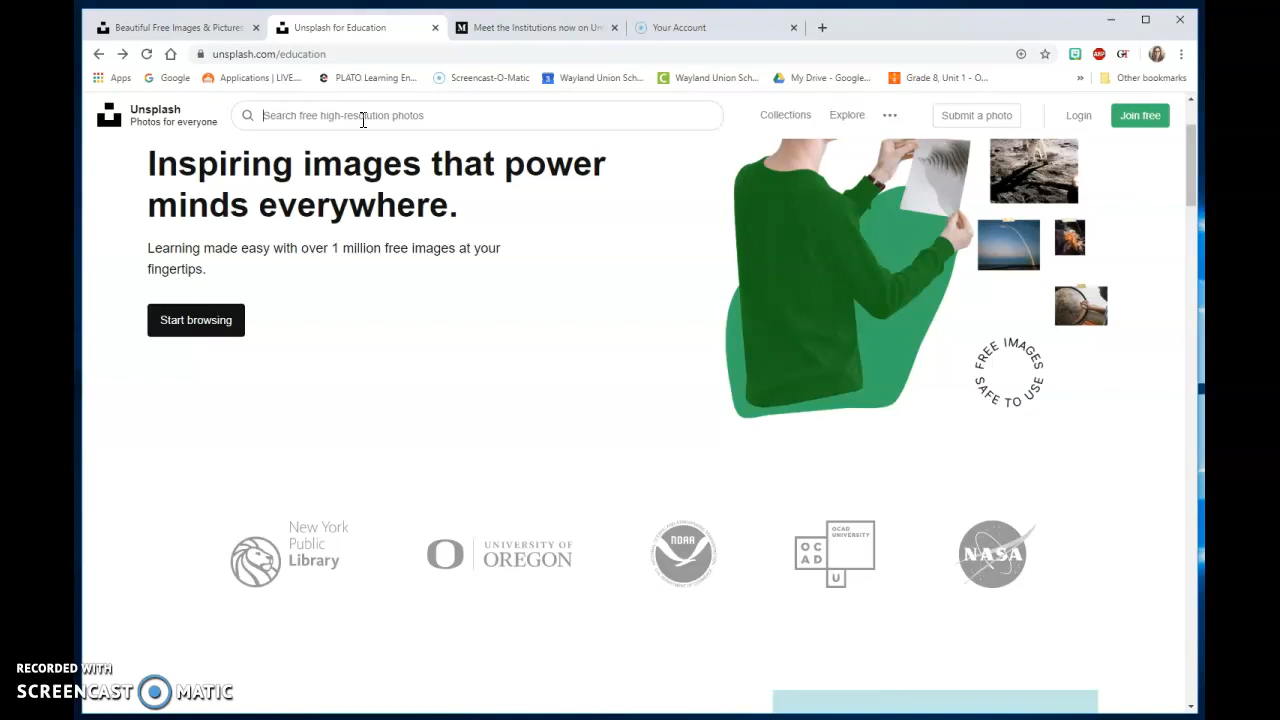 Beautiful Free Images & Pictures
Unsplash for Education
Meet the Institutions now on Un
Your Account
unsplash.com/education
Apps
Google
Applications | LIVE...
PLATO Learning En...
Screencast-O-Matic
Wayland Union Sch...
Wayland Union Sch...
My Drive - Google...
Grade 8, Unit 1 - O...
»
Other bookmarks
Unsplash
Photos for everyone
Search free high-resolution photos
Collections
Explore
Submit a photo
Login
Join free
Inspiring images that power
minds everywhere.
Learning made easy with over 1 million free images at your
fingertips.
Start browsing
FREE IMAGES
SAFE TO USE
New York
Public
Library
UNIVERSITY OF
OREGON
NOAA
OC
AD
U
OCAD
UNIVERSITY
NASA
RECORDED WITH
SCREENCAST MATIC